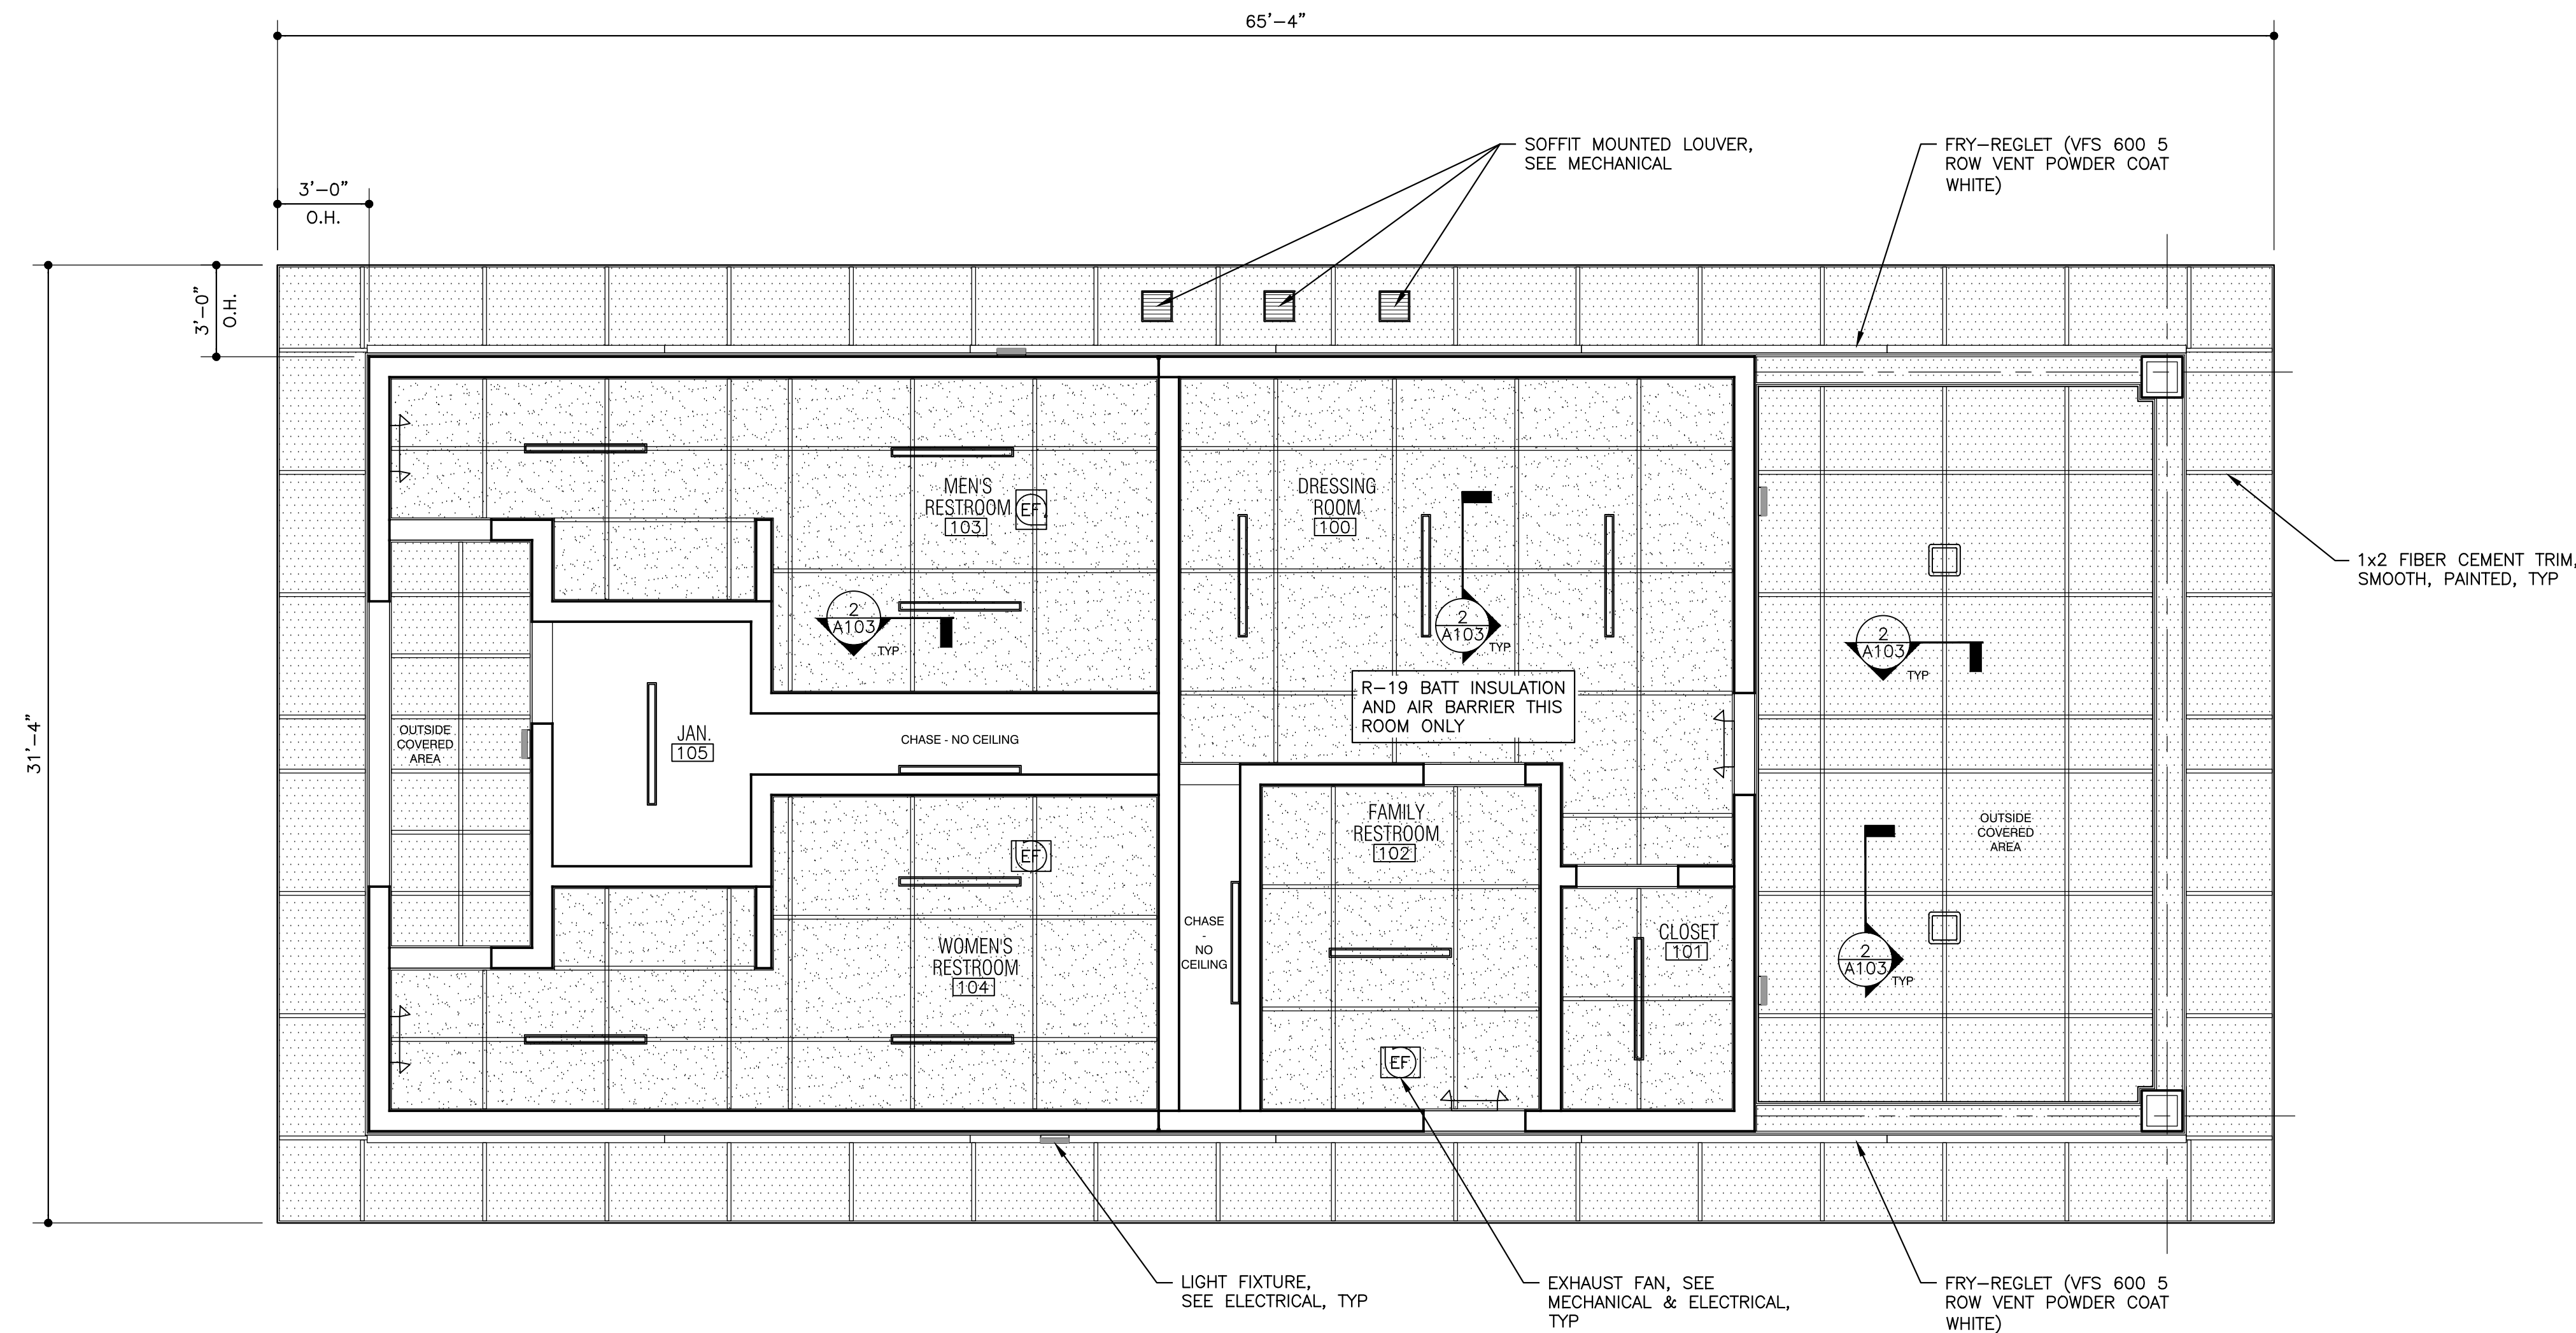 65'-4"
SOFFIT MOUNTED LOUVER,
SEE MECHANICAL
FRY-REGLET (VFS 600 5
ROW VENT POWDER COAT
WHITE)
3'-0"
O.H.
3'-0"
O.H.
31'-4"
MEN'S
RESTROOM
103
EF
DRESSING
ROOM
100
1x2 FIBER CEMENT TRIM,
SMOOTH, PAINTED, TYP
2
A103
TYP
2
A103
TYP
2
A103
TYP
R-19 BATT INSULATION
AND AIR BARRIER THIS
ROOM ONLY
OUTSIDE
COVERED
AREA
JAN.
105
CHASE - NO CEILING
FAMILY
RESTROOM
102
OUTSIDE
COVERED
AREA
EF
CHASE
-
NO
CEILING
WOMEN'S
RESTROOM
104
CLOSET
101
2
A103
TYP
EF
LIGHT FIXTURE,
SEE ELECTRICAL, TYP
EXHAUST FAN, SEE
MECHANICAL & ELECTRICAL,
TYP
FRY-REGLET (VFS 600 5
ROW VENT POWDER COAT
WHITE)